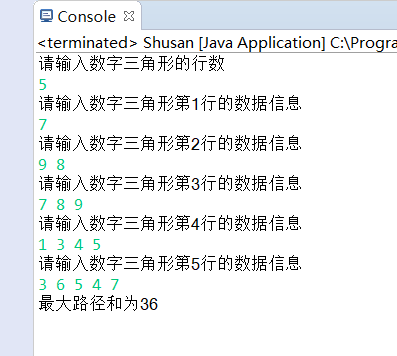 Console
<terminated> Shusan [Java Application] C:\Progra
请输入数字三角形的行数
5
请输入数字三角形第1行的数据信息
7
请输入数字三角形第2行的数据信息
9 8
请输入数字三角形第3行的数据信息
7 8 9
请输入数字三角形第4行的数据信息
1 3 4 5
请输入数字三角形第5行的数据信息
3 6 5 4 7
最大路径和为36